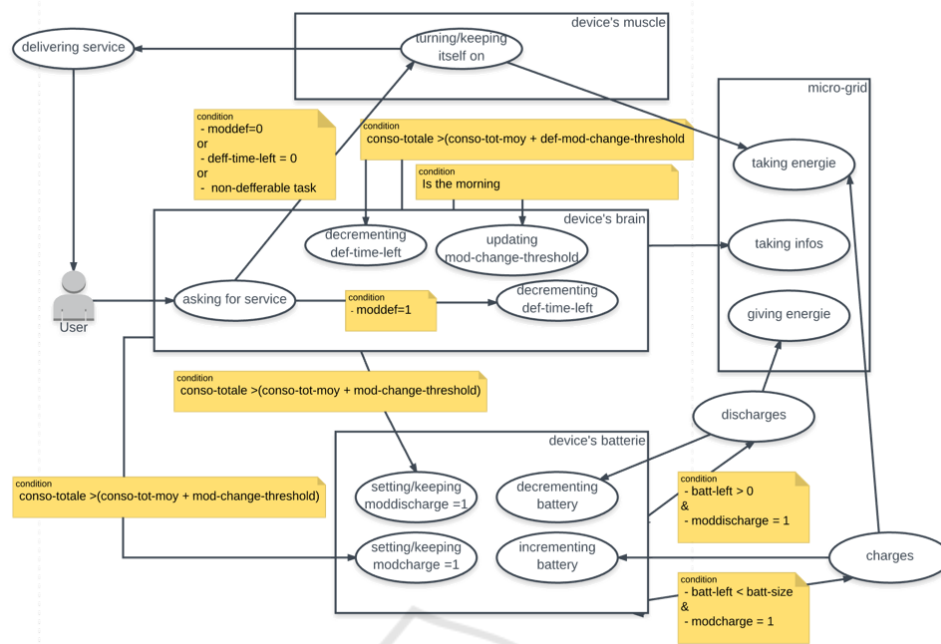 device's muscle
delivering service
turning/keeping
itself on
micro-grid
condition
- moddef=0
or
- deff-time-left = 0
or
- non-defferable task
condition
conso-totale >(conso-tot-moy + def-mod-change-threshold
taking energie
condition
Is the morning
device's brain
decrementing
def-time-left
updating
mod-change-threshold
taking infos
asking for service
condition
- moddef=1
decrementing
def-time-left
giving energie
User
condition
conso-totale >(conso-tot-moy + mod-change-threshold)
discharges
device's batterie
condition
conso-totale >(conso-tot-moy + mod-change-threshold)
setting/keeping
moddischarge =1
decrementing
battery
condition
- batt-left > 0
&
- moddischarge = 1
setting/keeping
modcharge =1
incrementing
battery
charges
condition
- batt-left < batt-size
&
- modcharge = 1